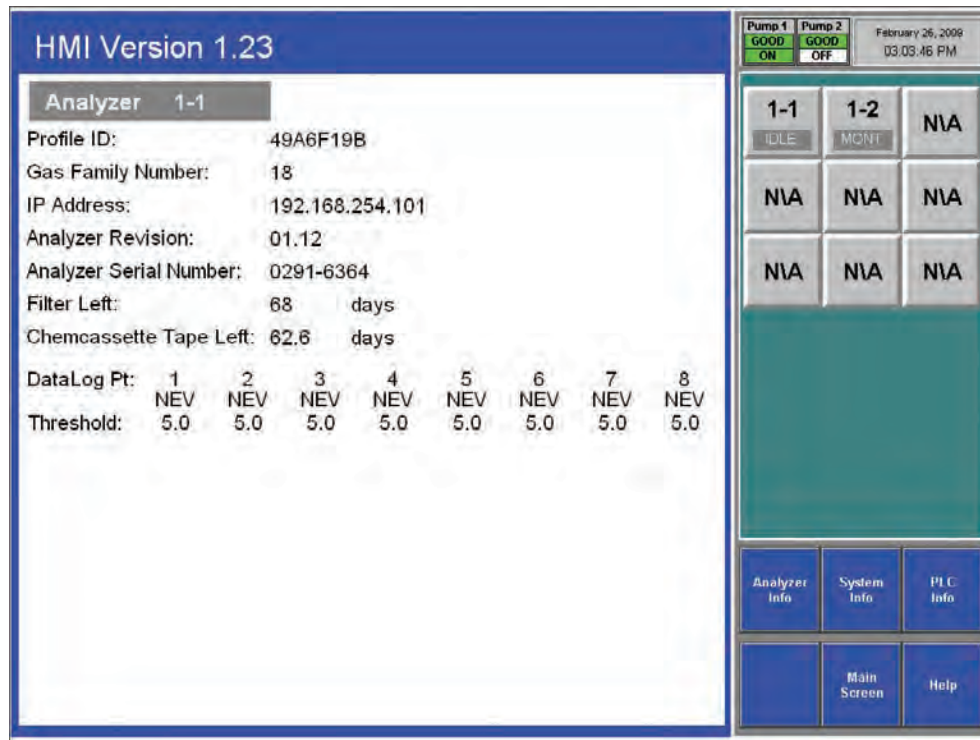 HMI Version 1.23
Analyzer 1-1
Profile ID: 49A6F19B
Gas Family Number: 18
IP Address: 192.168.254.101
Analyzer Revision: 01.12
Analyzer Serial Number: 0291-6364
Filter Left: 68 days
Chemcassette Tape Left: 62.6 days
DataLog Pt: 1 2 3 4 5 6 7 8
NEV NEV NEV NEV NEV NEV NEV NEV
Threshold: 5.0 5.0 5.0 5.0 5.0 5.0 5.0 5.0
Pump 1 Pump 2
GOOD GOOD
ON OFF
February 26, 2009
03:03:46 PM
1-1 1-2 N\A
IDLE MONT
N\A N\A N\A
N\A N\A N\A
Analyzer System PLC
Info Info Info
Main
Screen
Help